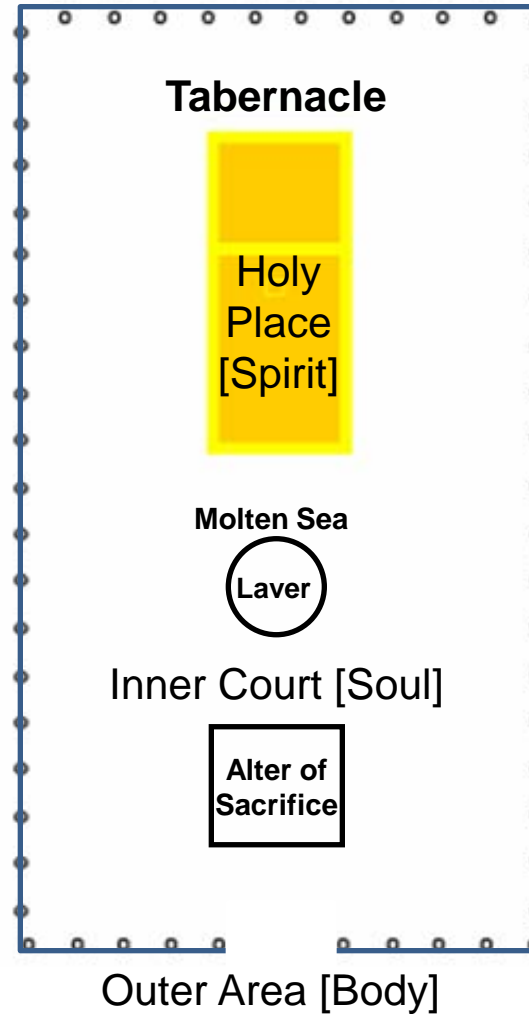 Tabernacle
Holy
Place
[Spirit]
Molten Sea
Laver
Inner Court [Soul]
Alter of
Sacrifice
Outer Area [Body]